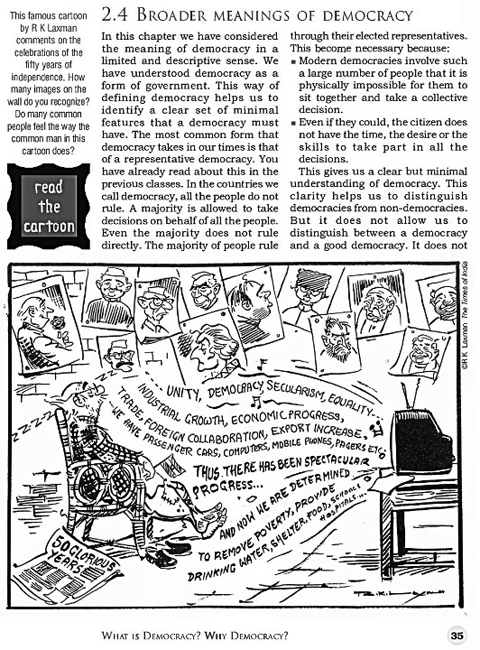 This famous cartoon
by R K Laxman
comments on the
celebrations of the
fifty years of
independence. How
many images on the
wall do you recognize?
Do many common
people feel the way the
common man in this
cartoon does?
read
the
cartoon
2.4 BROADER MEANINGS OF DEMOCRACY
In this chapter we have considered
the meaning of democracy in a
limited and descriptive sense. We
have understood democracy as a
form of government. This way of
defining democracy helps us to
identify a clear set of minimal
features that a democracy must
have. The most common form that
democracy takes in our times is that
of a representative democracy. You
have already read about this in the
previous classes. In the countries we
call democracy, all the people do not
rule. A majority is allowed to take
decisions on behalf of all the people.
Even the majority does not rule
directly. The majority of people rule
through their elected representatives.
This become necessary because:
▪ Modern democracies involve such
a large number of people that it is
physically impossible for them to
sit together and take a collective
decision.
▪ Even if they could, the citizen does
not have the time, the desire or the
skills to take part in all the
decisions.
This gives us a clear but minimal
understanding of democracy. This
clarity helps us to distinguish
democracies from non-democracies.
But it does not allow us to
distinguish between a democracy
and a good democracy. It does not
©R K Laxman The Times of India
... UNITY, DEMOCRACY, SECULARISM, EQUALITY...
INDUSTRIAL GROWTH, ECONOMIC PROGRESS,
TRADE, FOREIGN COLLABORATION, EXPORT INCREASE,
WE HAVE PASSENGER CARS, COMPUTERS, MOBILE PHONES, PAGERS ETC
THUS THERE HAS BEEN SPECTACULAR
PROGRESS...
AND NOW WE ARE DETERMINED
TO REMOVE POVERTY, PROVIDE
DRINKING WATER, SHELTER, FOOD, SCHOOLS
HOSPITALS...
50 GLORIOUS
YEARS
WHAT IS DEMOCRACY? WHY DEMOCRACY?
35